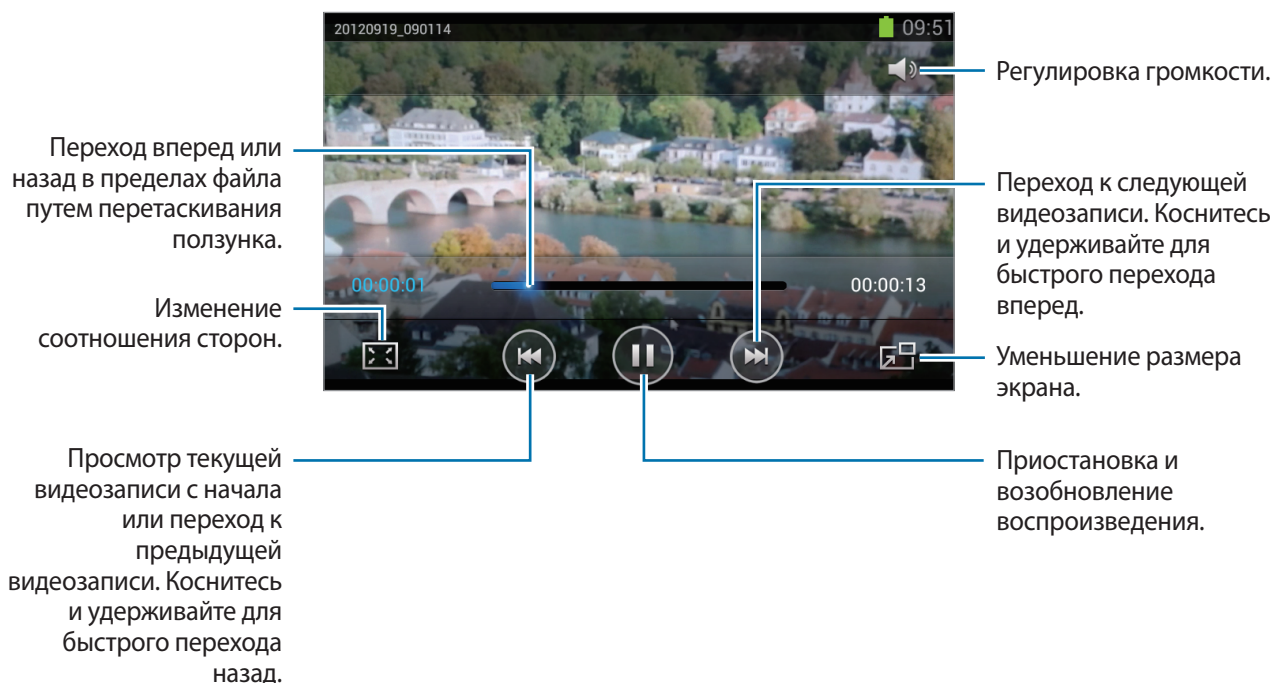 20120919_090114
09:51
Регулировка громкости.
Переход вперед или
назад в пределах файла
путем перетаскивания
ползунка.
Переход к следующей
видеозаписи. Коснитесь
и удерживайте для
быстрого перехода
вперед.
00:00:01
00:00:13
Изменение
соотношения сторон.
Уменьшение размера
экрана.
Просмотр текущей
видеозаписи с начала
или переход к
предыдущей
видеозаписи. Коснитесь
и удерживайте для
быстрого перехода
назад.
Приостановка и
возобновление
воспроизведения.